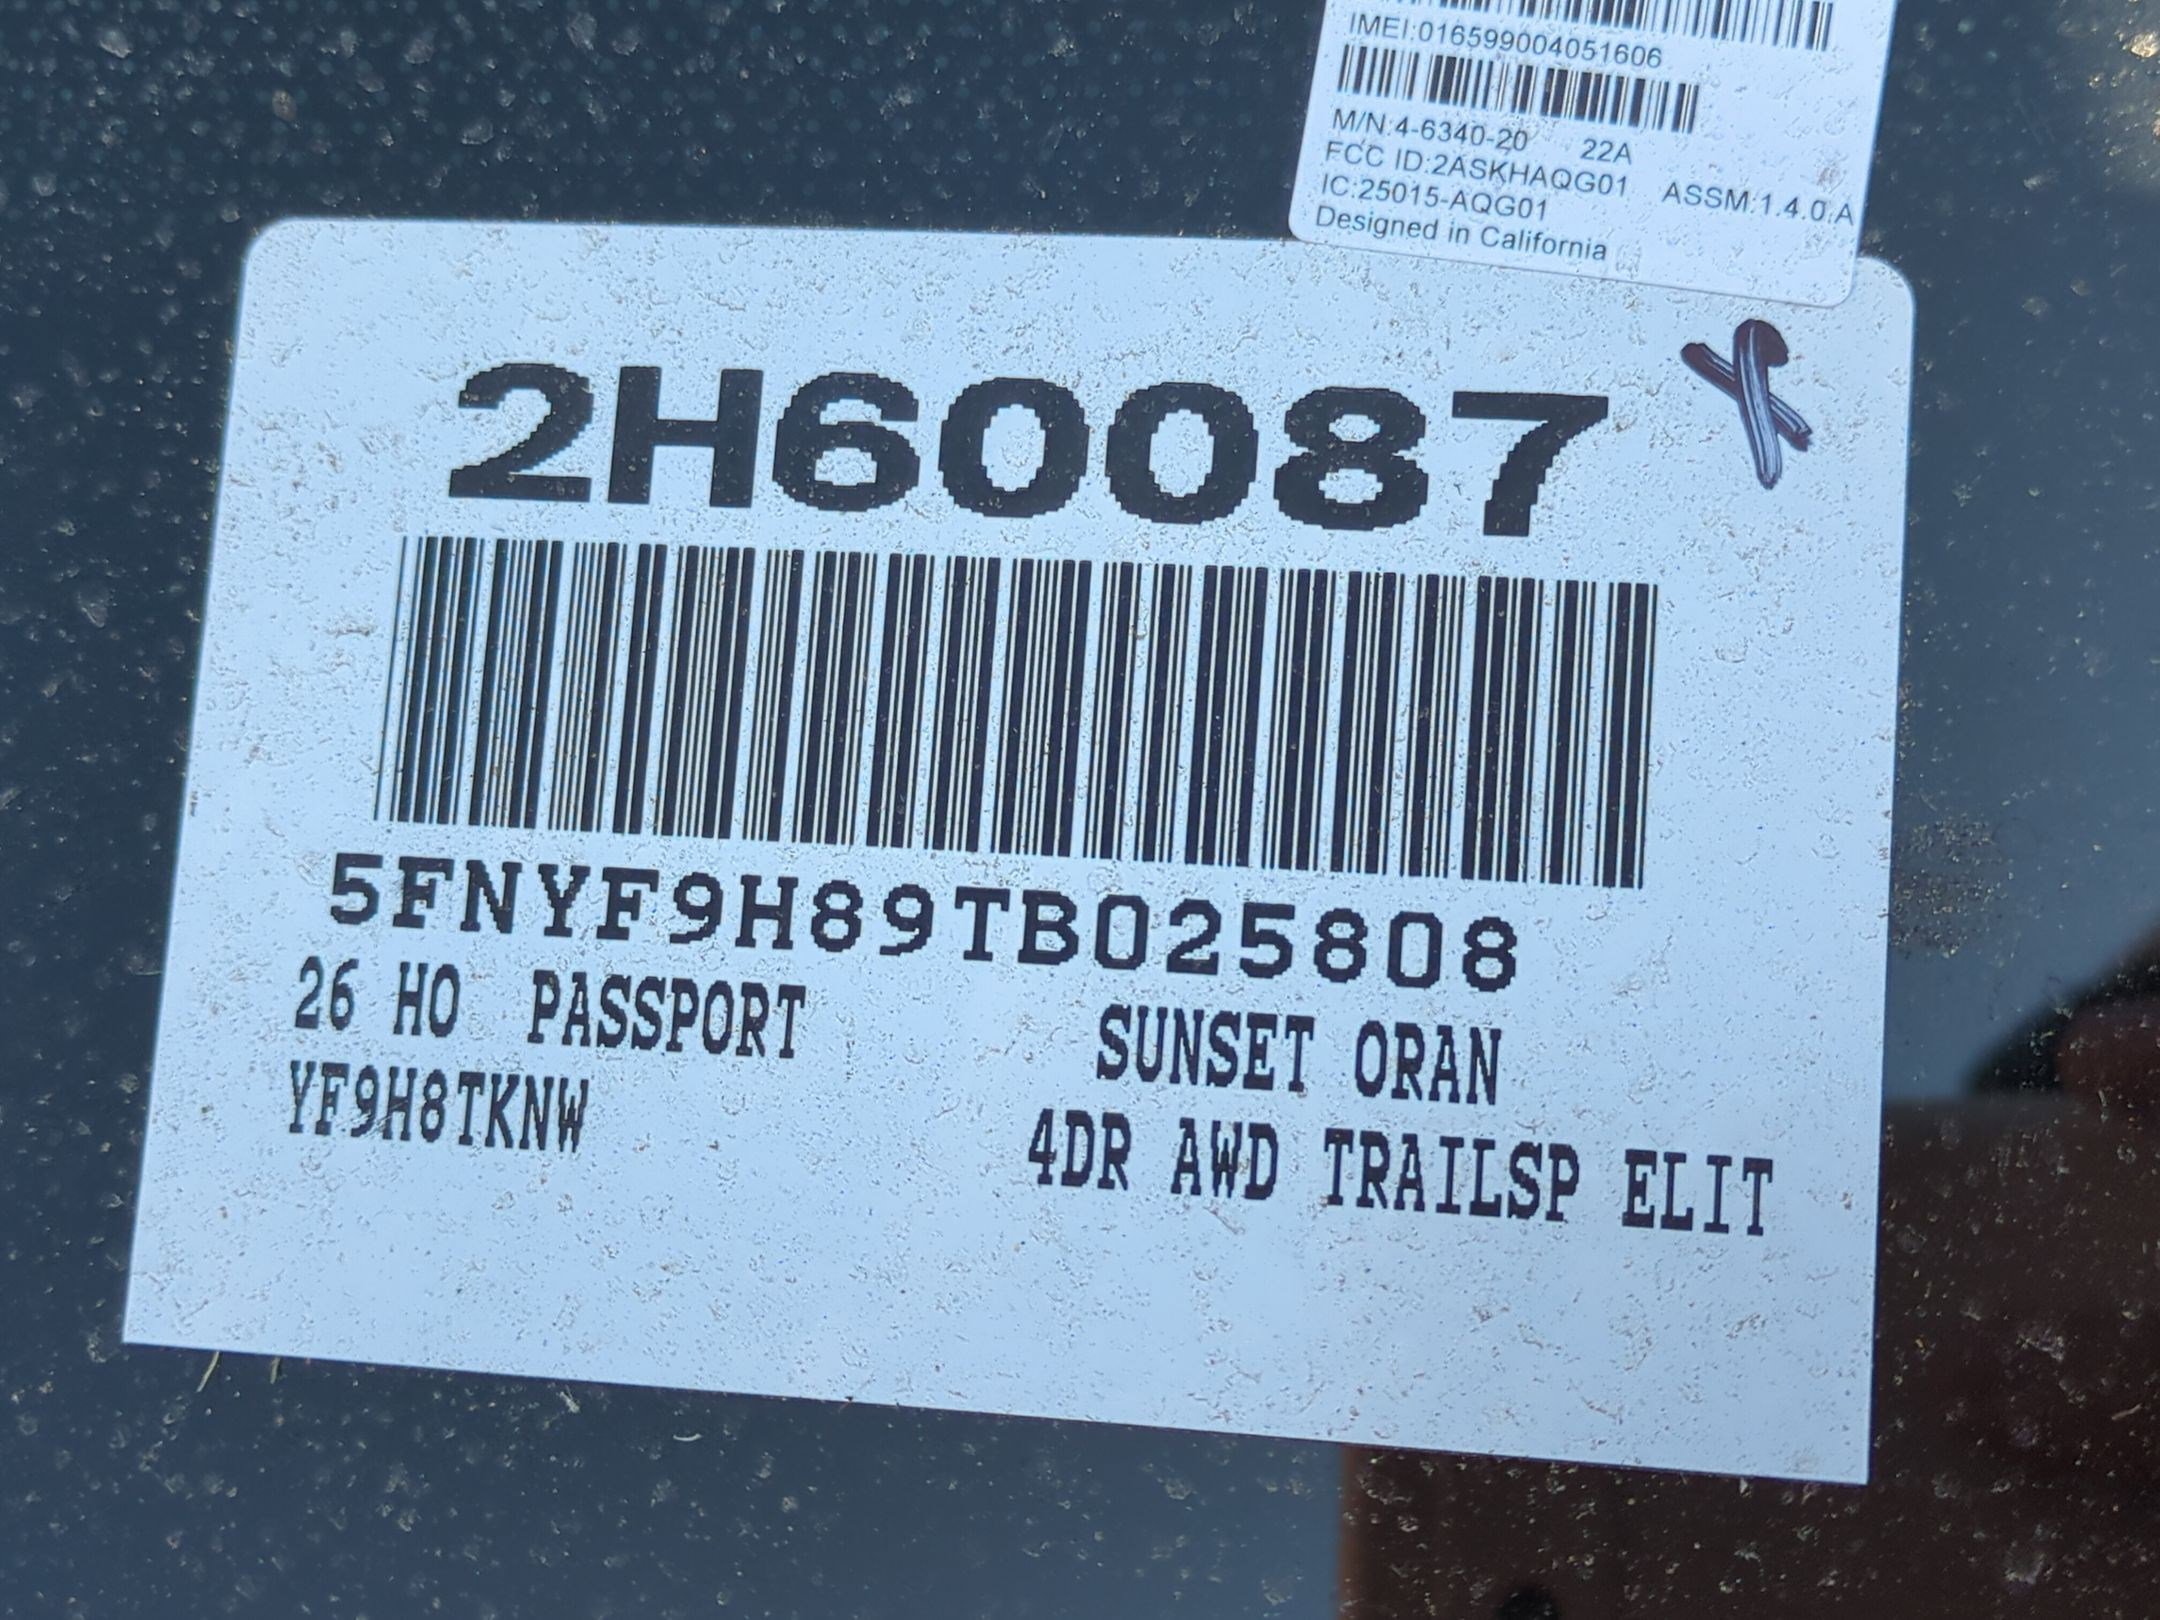 IMEI:016599004051606
M/N:4-6340-20 22A
FCC ID:2ASKHAQG01 ASSM:1.4.0.A
IC:25015-AQG01
Designed in California
2H60087
5FNYF9H89TB025808
26 HO PASSPORT SUNSET ORAN
YF9H8TKNW 4DR AWD TRAILSP ELIT